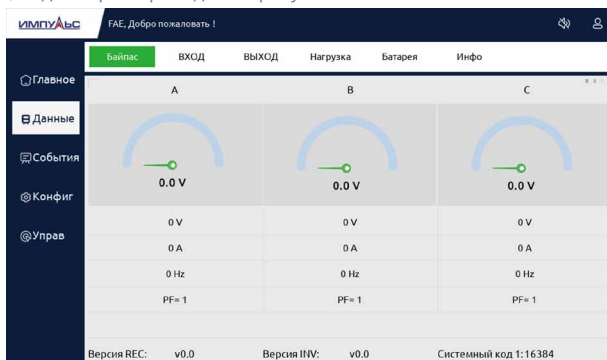 ИМПУЛЬС
FAE, Добро пожаловать !
Байпас ВХОД ВЫХОД Нагрузка Батарея Инфо
Главное
Данные
События
Конфиг
Управ
A B C
0.0 V 0.0 V 0.0 V
0 V 0 V 0 V
0 A 0 A 0 A
0 Hz 0 Hz 0 Hz
PF= 1 PF= 1 PF= 1
Версия REC: v0.0 Версия INV: v0.0 Системный код 1:16384